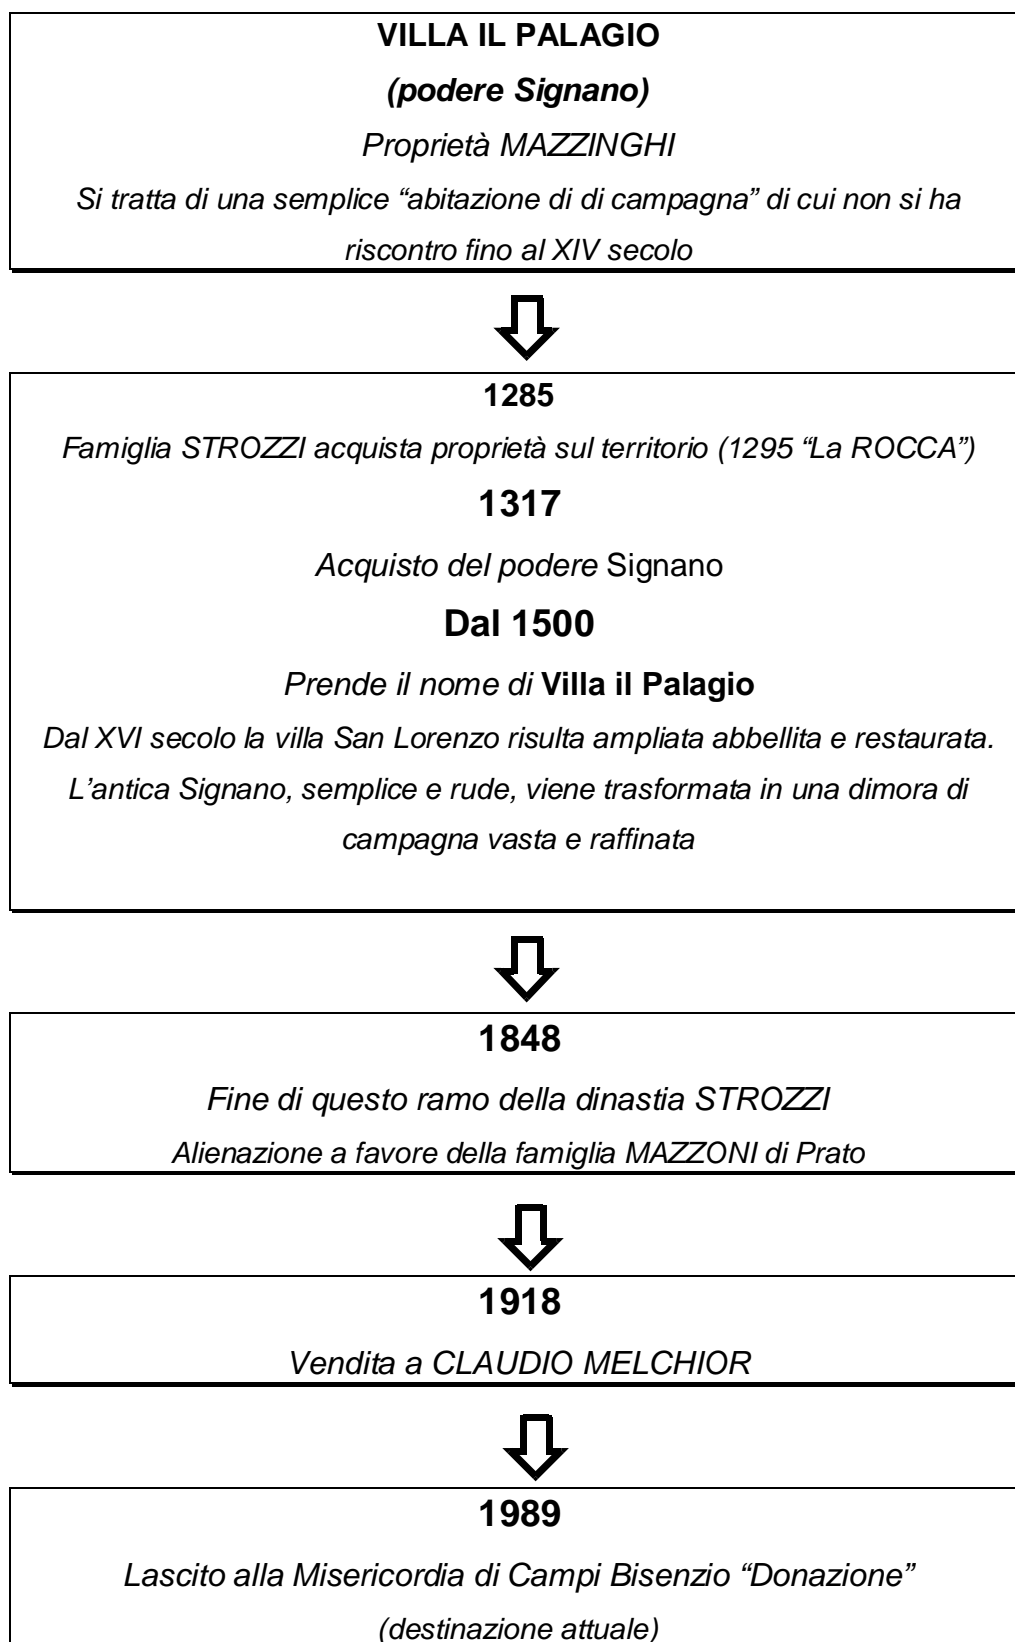 VILLA IL PALAGIO
(podere Signano)
Proprietà MAZZINGHI
Si tratta di una semplice “abitazione di di campagna” di cui non si ha
riscontro fino al XIV secolo
1285
Famiglia STROZZI acquista proprietà sul territorio (1295 “La ROCCA”)
1317
Acquisto del podere Signano
Dal 1500
Prende il nome di Villa il Palagio
Dal XVI secolo la villa San Lorenzo risulta ampliata abbellita e restaurata.
L’antica Signano, semplice e rude, viene trasformata in una dimora di
campagna vasta e raffinata
1848
Fine di questo ramo della dinastia STROZZI
Alienazione a favore della famiglia MAZZONI di Prato
1918
Vendita a CLAUDIO MELCHIOR
1989
Lascito alla Misericordia di Campi Bisenzio “Donazione”
(destinazione attuale)